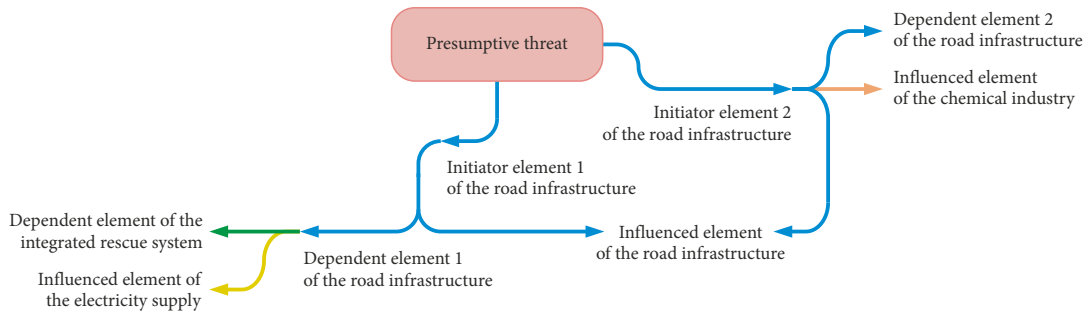 Presumptive threat
Dependent element 2
of the road infrastructure
Influenced element
of the chemical industry
Initiator element 2
of the road infrastructure
Initiator element 1
of the road infrastructure
Dependent element of the
integrated rescue system
Influenced element
of the road infrastructure
Dependent element 1
of the road infrastructure
Influenced element of
the electricity supply